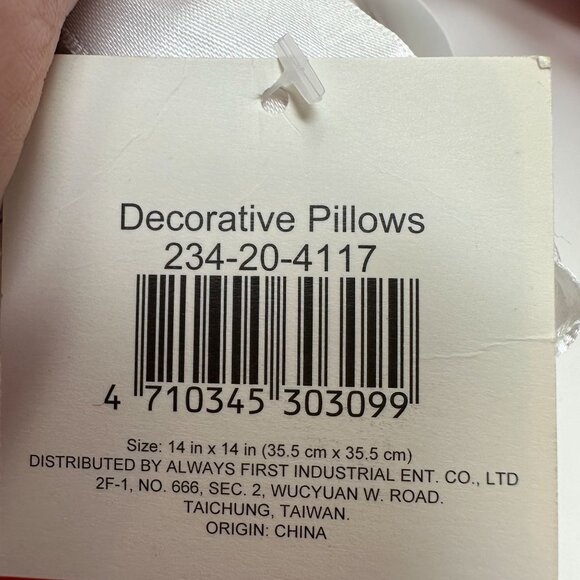 Decorative Pillows
234-20-4117
4 710345 303099
Size: 14 in x 14 in (35.5 cm x 35.5 cm)
DISTRIBUTED BY ALWAYS FIRST INDUSTRIAL ENT. CO., LTD
2F-1, NO. 666, SEC. 2, WUCYUAN W. ROAD.
TAICHUNG, TAIWAN.
ORIGIN: CHINA